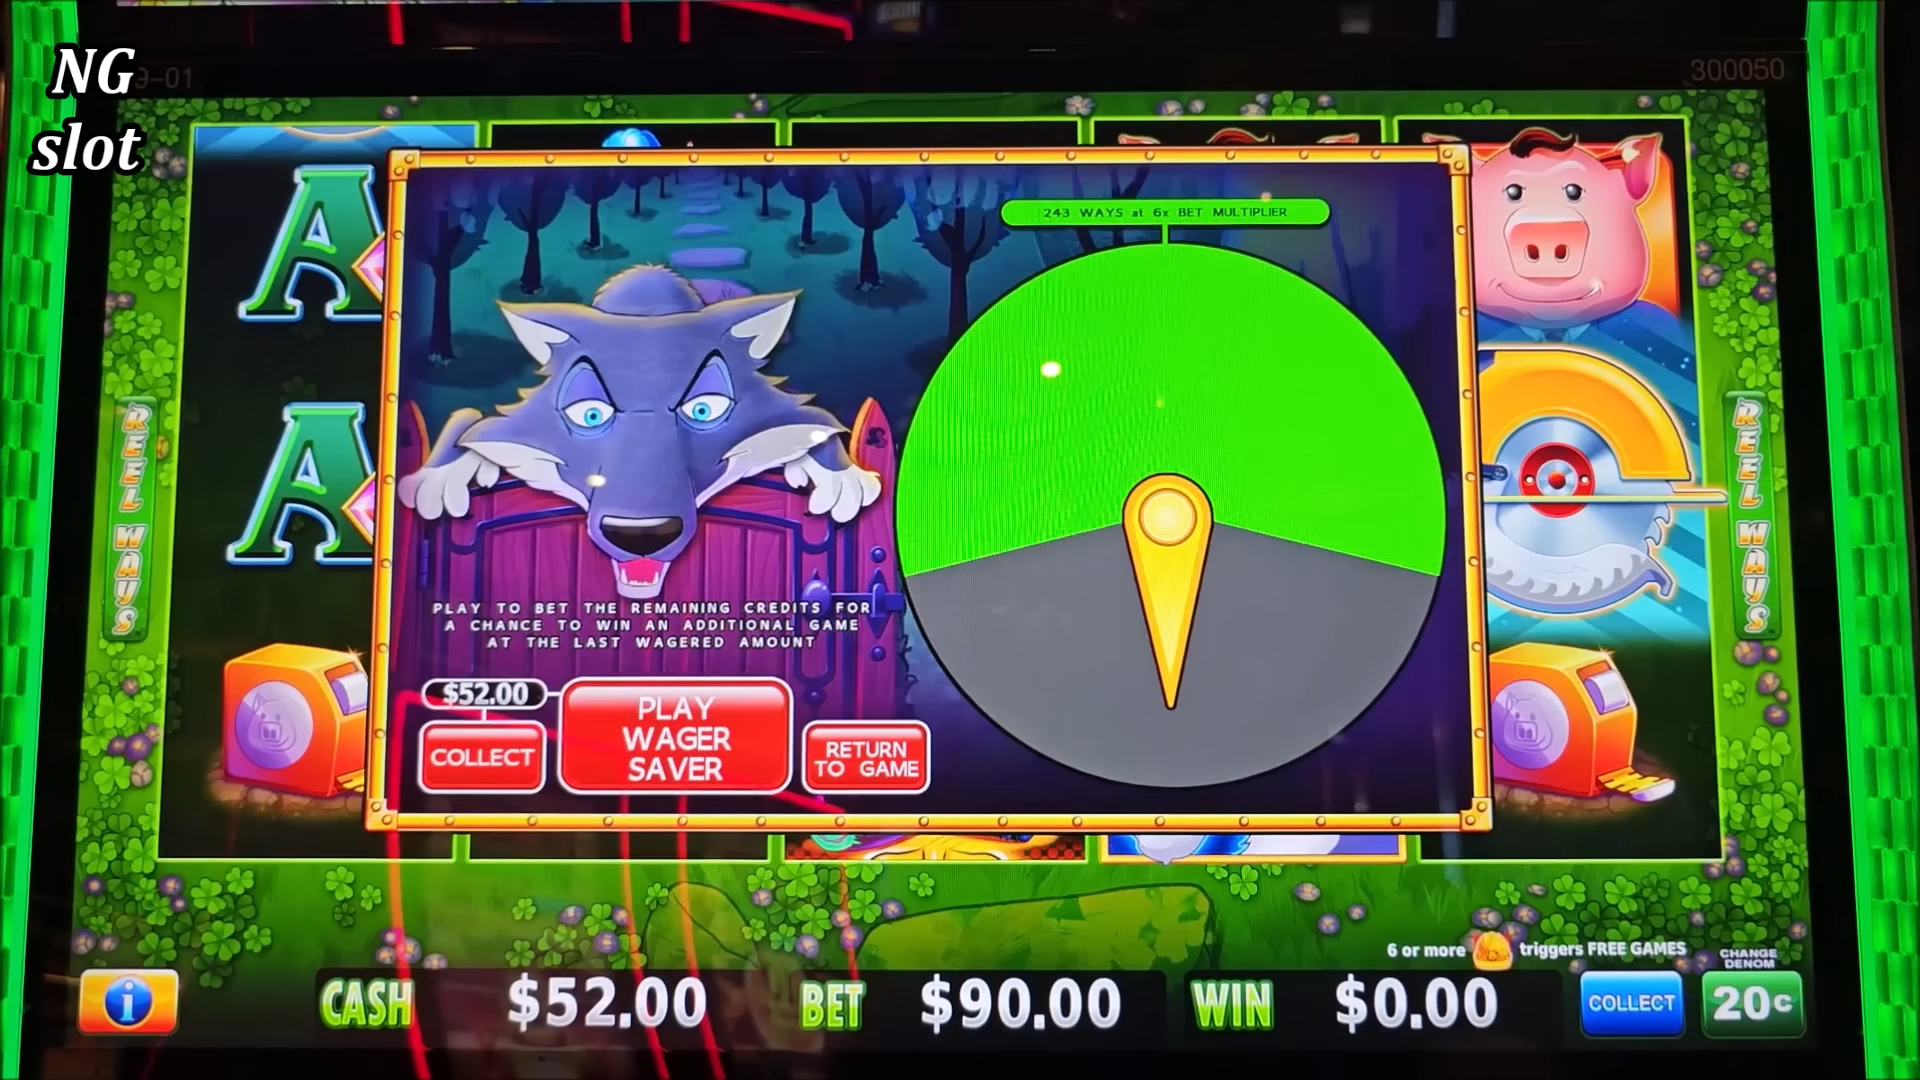 NG
slot
9-01
300050
A
A
243 WAYS at 6x BET MULTIPLIER
REEL WAYS
REEL WAYS
PLAY TO BET THE REMAINING CREDITS FOR
A CHANCE TO WIN AN ADDITIONAL GAME
AT THE LAST WAGERED AMOUNT
$52.00
COLLECT
PLAY
WAGER
SAVER
RETURN
TO GAME
6 or more triggers FREE GAMES
i
CASH $52.00 BET $90.00 WIN $0.00
COLLECT
CHANGE
DENOM
20c